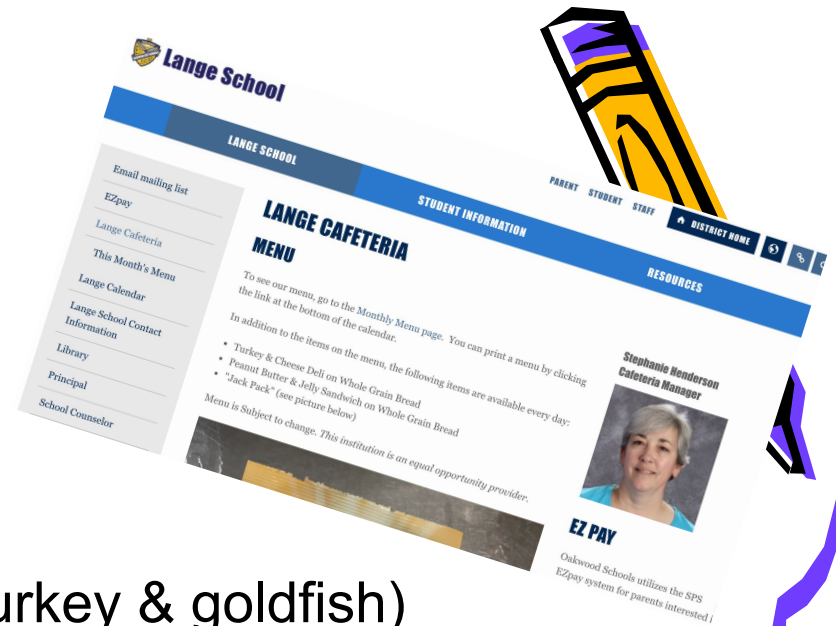 Lange School
LANGE SCHOOL
STUDENT INFORMATION
RESOURCES
PARENT STUDENT STAFF
DISTRICT HOME
Email mailing list
EZpay
Lange Cafeteria
This Month's Menu
Lange Calendar
Lange School Contact
Information
Library
Principal
School Counselor
LANGE CAFETERIA
MENU
To see our menu, go to the Monthly Menu page. You can print a menu by clicking
the link at the bottom of the calendar.
In addition to the items on the menu, the following items are available every day:
• Turkey & Cheese Deli on Whole Grain Bread
• Peanut Butter & Jelly Sandwich on Whole Grain Bread
• "Jack Pack" (see picture below)
Menu is Subject to change. This institution is an equal opportunity provider.
Stephanie Henderson
Cafeteria Manager
EZ PAY
Oakwood Schools utilizes the SPS
EZpay system for parents interested i
urkey & goldfish)